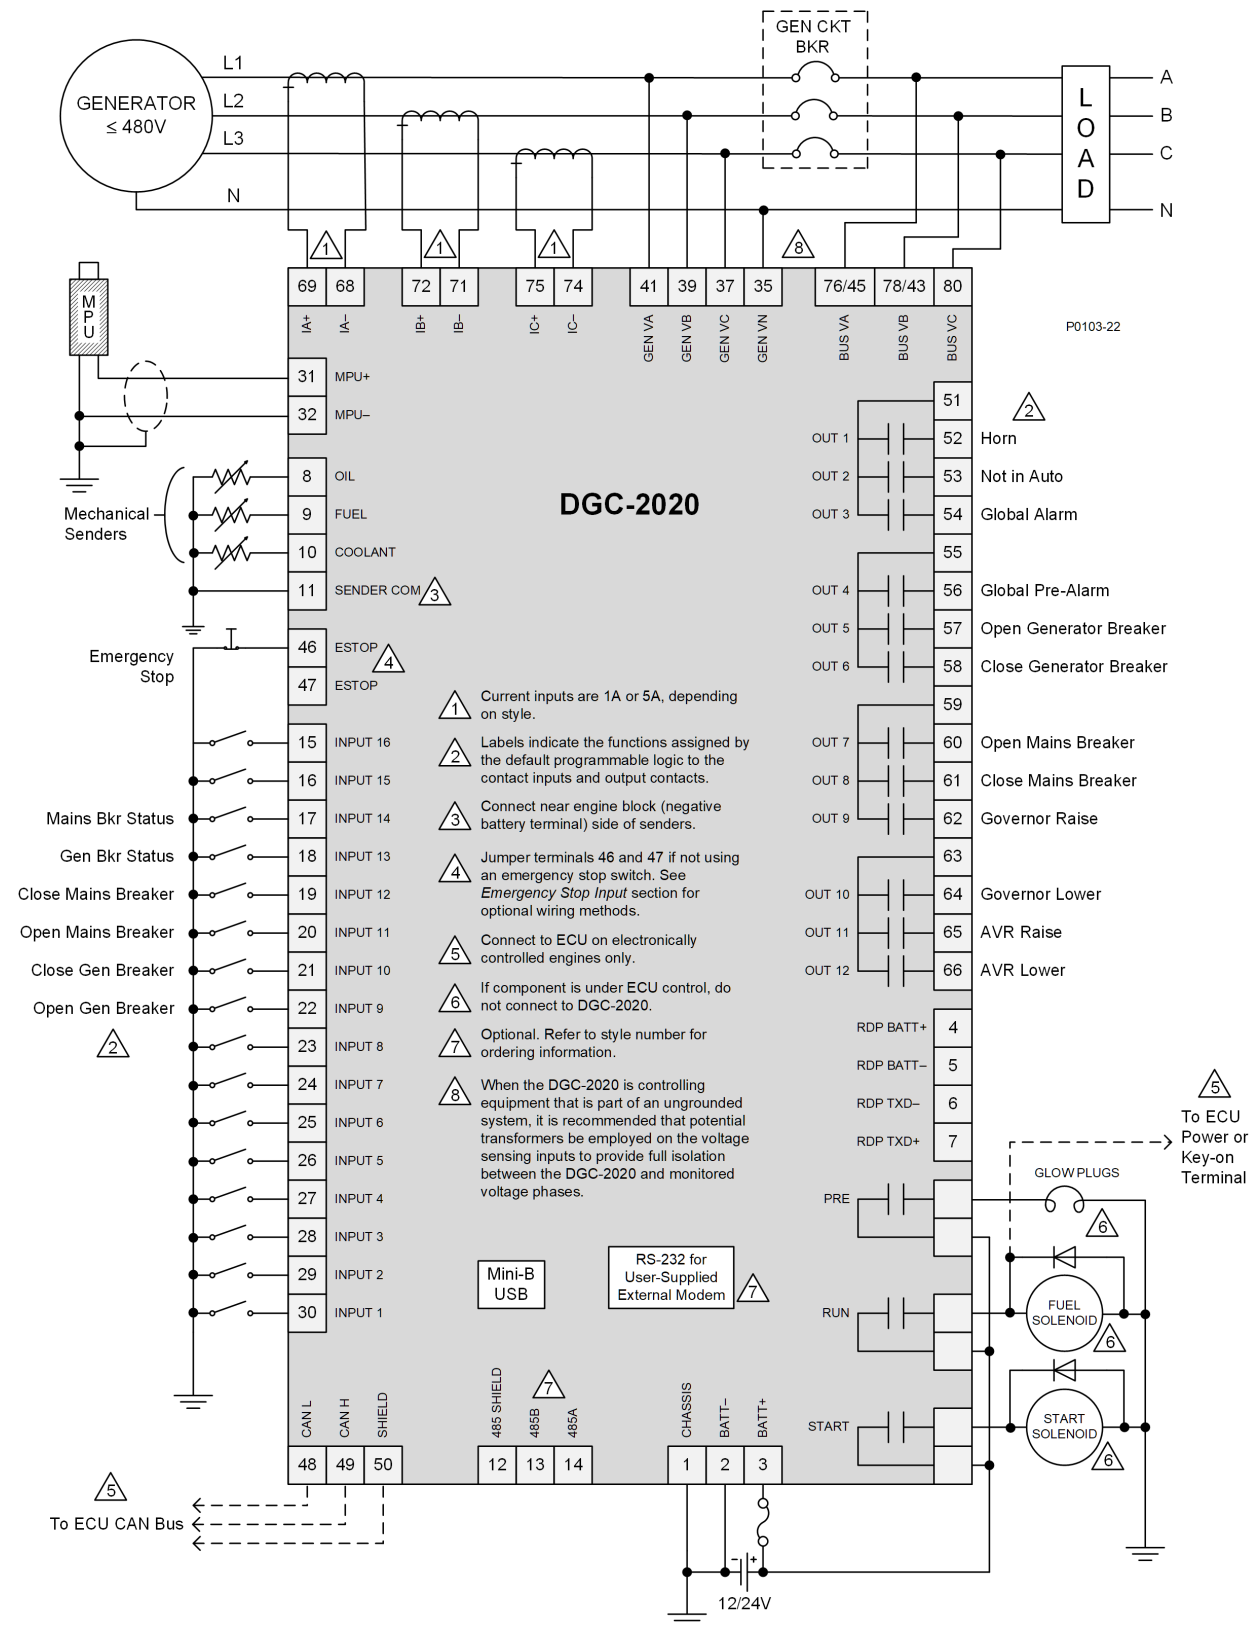 GEN CKT
BKR
GENERATOR
≤ 480V
L1
L2
L3
N
L
O
A
D
A
B
C
N
1
1
1
8
MPU
69
68
72
71
75
74
41
39
37
35
76/45
78/43
80
IA+
IA–
IB+
IB–
IC+
IC–
GEN VA
GEN VB
GEN VC
GEN VN
BUS VA
BUS VB
BUS VC
P0103-22
31 MPU+
32 MPU–
Mechanical
Senders
8 OIL
9 FUEL
10 COOLANT
11 SENDER COM
3
Emergency
Stop
46 ESTOP
4
47 ESTOP
15 INPUT 16
16 INPUT 15
Mains Bkr Status 17 INPUT 14
Gen Bkr Status 18 INPUT 13
Close Mains Breaker 19 INPUT 12
Open Mains Breaker 20 INPUT 11
Close Gen Breaker 21 INPUT 10
Open Gen Breaker 22 INPUT 9
2
23 INPUT 8
24 INPUT 7
25 INPUT 6
26 INPUT 5
27 INPUT 4
28 INPUT 3
29 INPUT 2
30 INPUT 1
DGC-2020
1 Current inputs are 1A or 5A, depending
on style.
2 Labels indicate the functions assigned by
the default programmable logic to the
contact inputs and output contacts.
3 Connect near engine block (negative
battery terminal) side of senders.
4 Jumper terminals 46 and 47 if not using
an emergency stop switch. See
Emergency Stop Input section for
optional wiring methods.
5 Connect to ECU on electronically
controlled engines only.
6 If component is under ECU control, do
not connect to DGC-2020.
7 Optional. Refer to style number for
ordering information.
8 When the DGC-2020 is controlling
equipment that is part of an ungrounded
system, it is recommended that potential
transformers be employed on the voltage
sensing inputs to provide full isolation
between the DGC-2020 and monitored
voltage phases.
Mini-B
USB
RS-232 for
User-Supplied
External Modem
7
51
2
OUT 1 52 Horn
OUT 2 53 Not in Auto
OUT 3 54 Global Alarm
55
OUT 4 56 Global Pre-Alarm
OUT 5 57 Open Generator Breaker
OUT 6 58 Close Generator Breaker
59
OUT 7 60 Open Mains Breaker
OUT 8 61 Close Mains Breaker
OUT 9 62 Governor Raise
63
OUT 10 64 Governor Lower
OUT 11 65 AVR Raise
OUT 12 66 AVR Lower
RDP BATT+ 4
RDP BATT– 5
RDP TXD– 6
RDP TXD+ 7
5
To ECU
Power or
Key-on
Terminal
PRE
GLOW PLUGS
6
RUN
FUEL
SOLENOID
6
START
START
SOLENOID
6
CAN L
CAN H
SHIELD
485 SHIELD
485B
485A
7
CHASSIS
BATT–
BATT+
48
49
50
12
13
14
1
2
3
5
To ECU CAN Bus
- +
12/24V